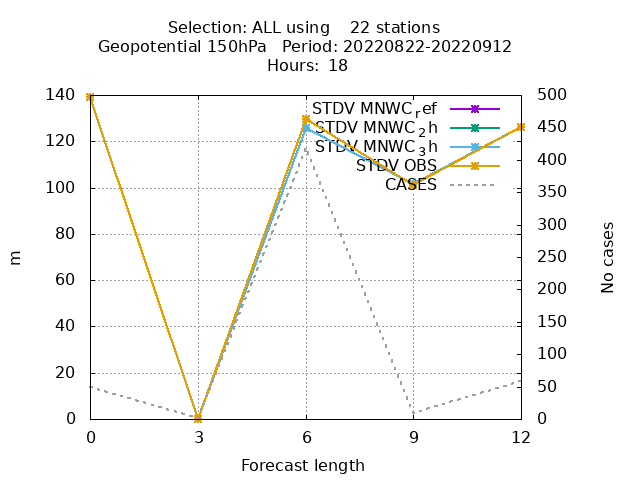 Selection: ALL using    22 stations
Geopotential 150hPa   Period: 20220822-20220912
Hours:  18
140
120
100
80
60
40
20
0
500
450
400
350
300
250
200
150
100
50
0
STDV MNWC_ref
STDV MNWC_2h
STDV MNWC_3h
STDV OBS
CASES
m
No cases
0 3 6 9 12
Forecast length